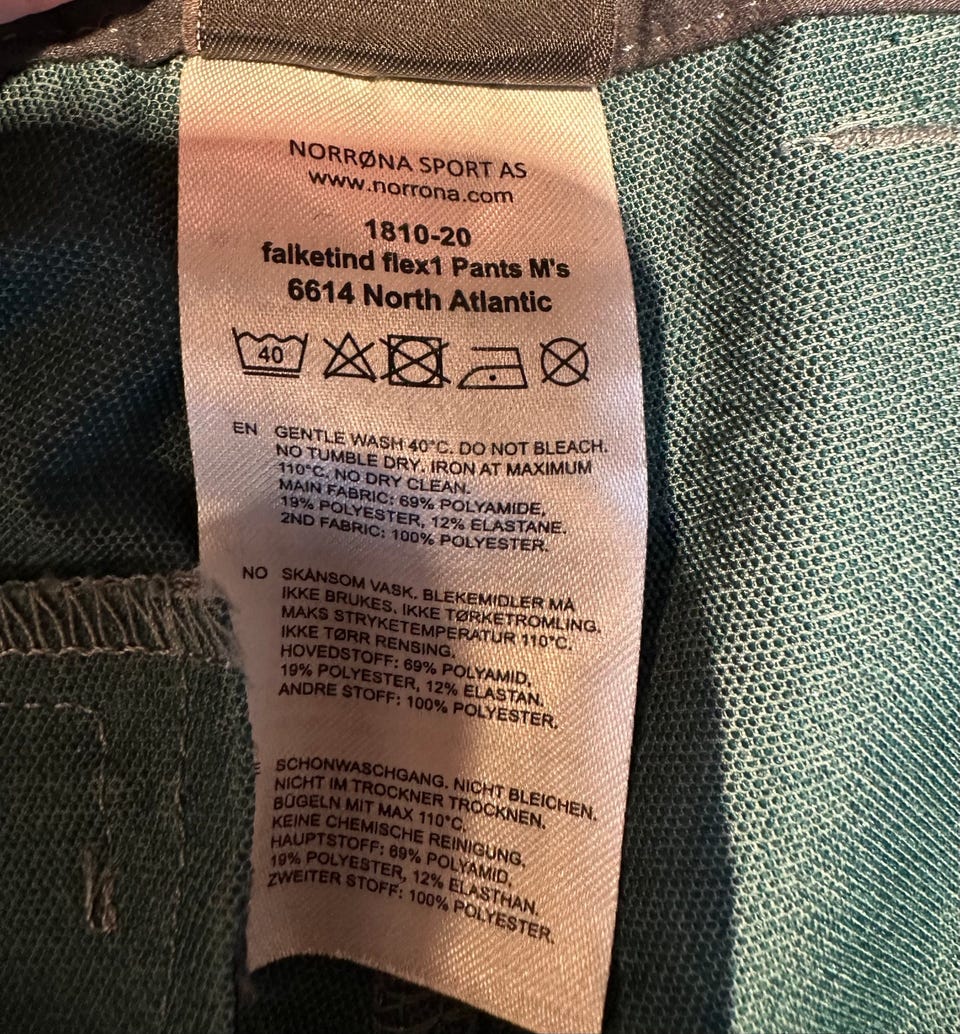 NORRØNA SPORT AS
www.norrona.com
1810-20
falketind flex1 Pants M's
6614 North Atlantic
40
EN GENTLE WASH 40°C. DO NOT BLEACH.
NO TUMBLE DRY. IRON AT MAXIMUM
110°C. NO DRY CLEAN.
MAIN FABRIC: 69% POLYAMIDE,
19% POLYESTER, 12% ELASTANE.
2ND FABRIC: 100% POLYESTER.
NO SKÅNSOM VASK. BLEKEMIDLER MÅ
IKKE BRUKES. IKKE TØRKETROMLING.
MAKS STRYKETEMPERATUR 110°C.
IKKE TØRR RENSING.
HOVEDSTOFF: 69% POLYAMID,
19% POLYESTER, 12% ELASTAN.
ANDRE STOFF: 100% POLYESTER.
SCHONWASCHGANG. NICHT BLEICHEN.
NICHT IM TROCKNER TROCKNEN.
BÜGELN MIT MAX 110°C.
KEINE CHEMISCHE REINIGUNG.
HAUPTSTOFF: 69% POLYAMID,
19% POLYESTER, 12% ELASTHAN.
ZWEITER STOFF: 100% POLYESTER.